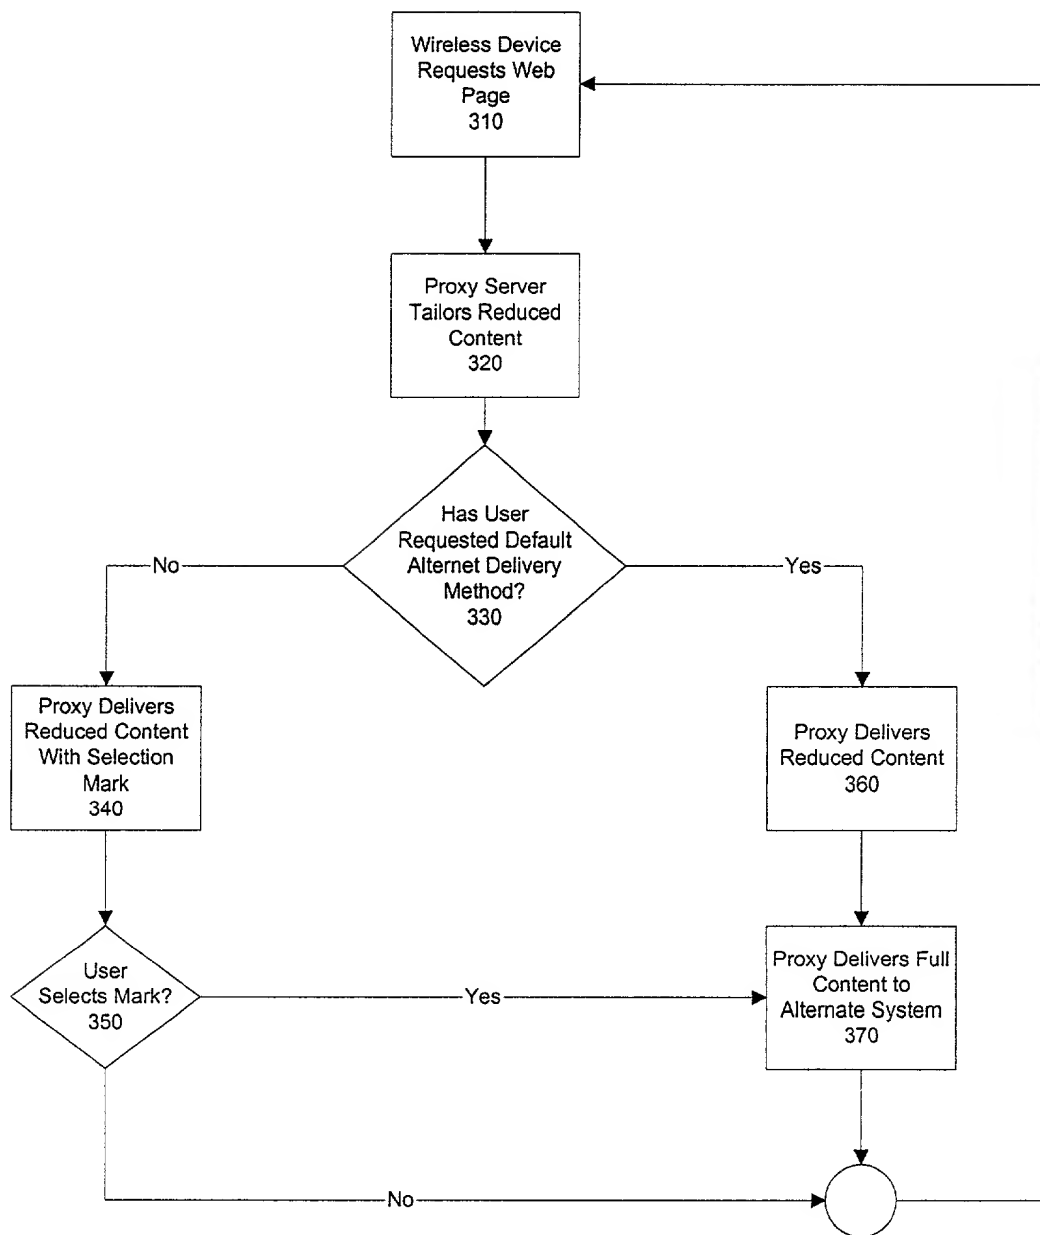 Wireless Device
Requests Web
Page
310
Proxy Server
Tailors Reduced
Content
320
Has User
Requested Default
Alternet Delivery
Method?
330
No
Yes
Proxy Delivers
Reduced Content
With Selection
Mark
340
Proxy Delivers
Reduced Content
360
User
Selects Mark?
350
Yes
Proxy Delivers Full
Content to
Alternate System
370
No